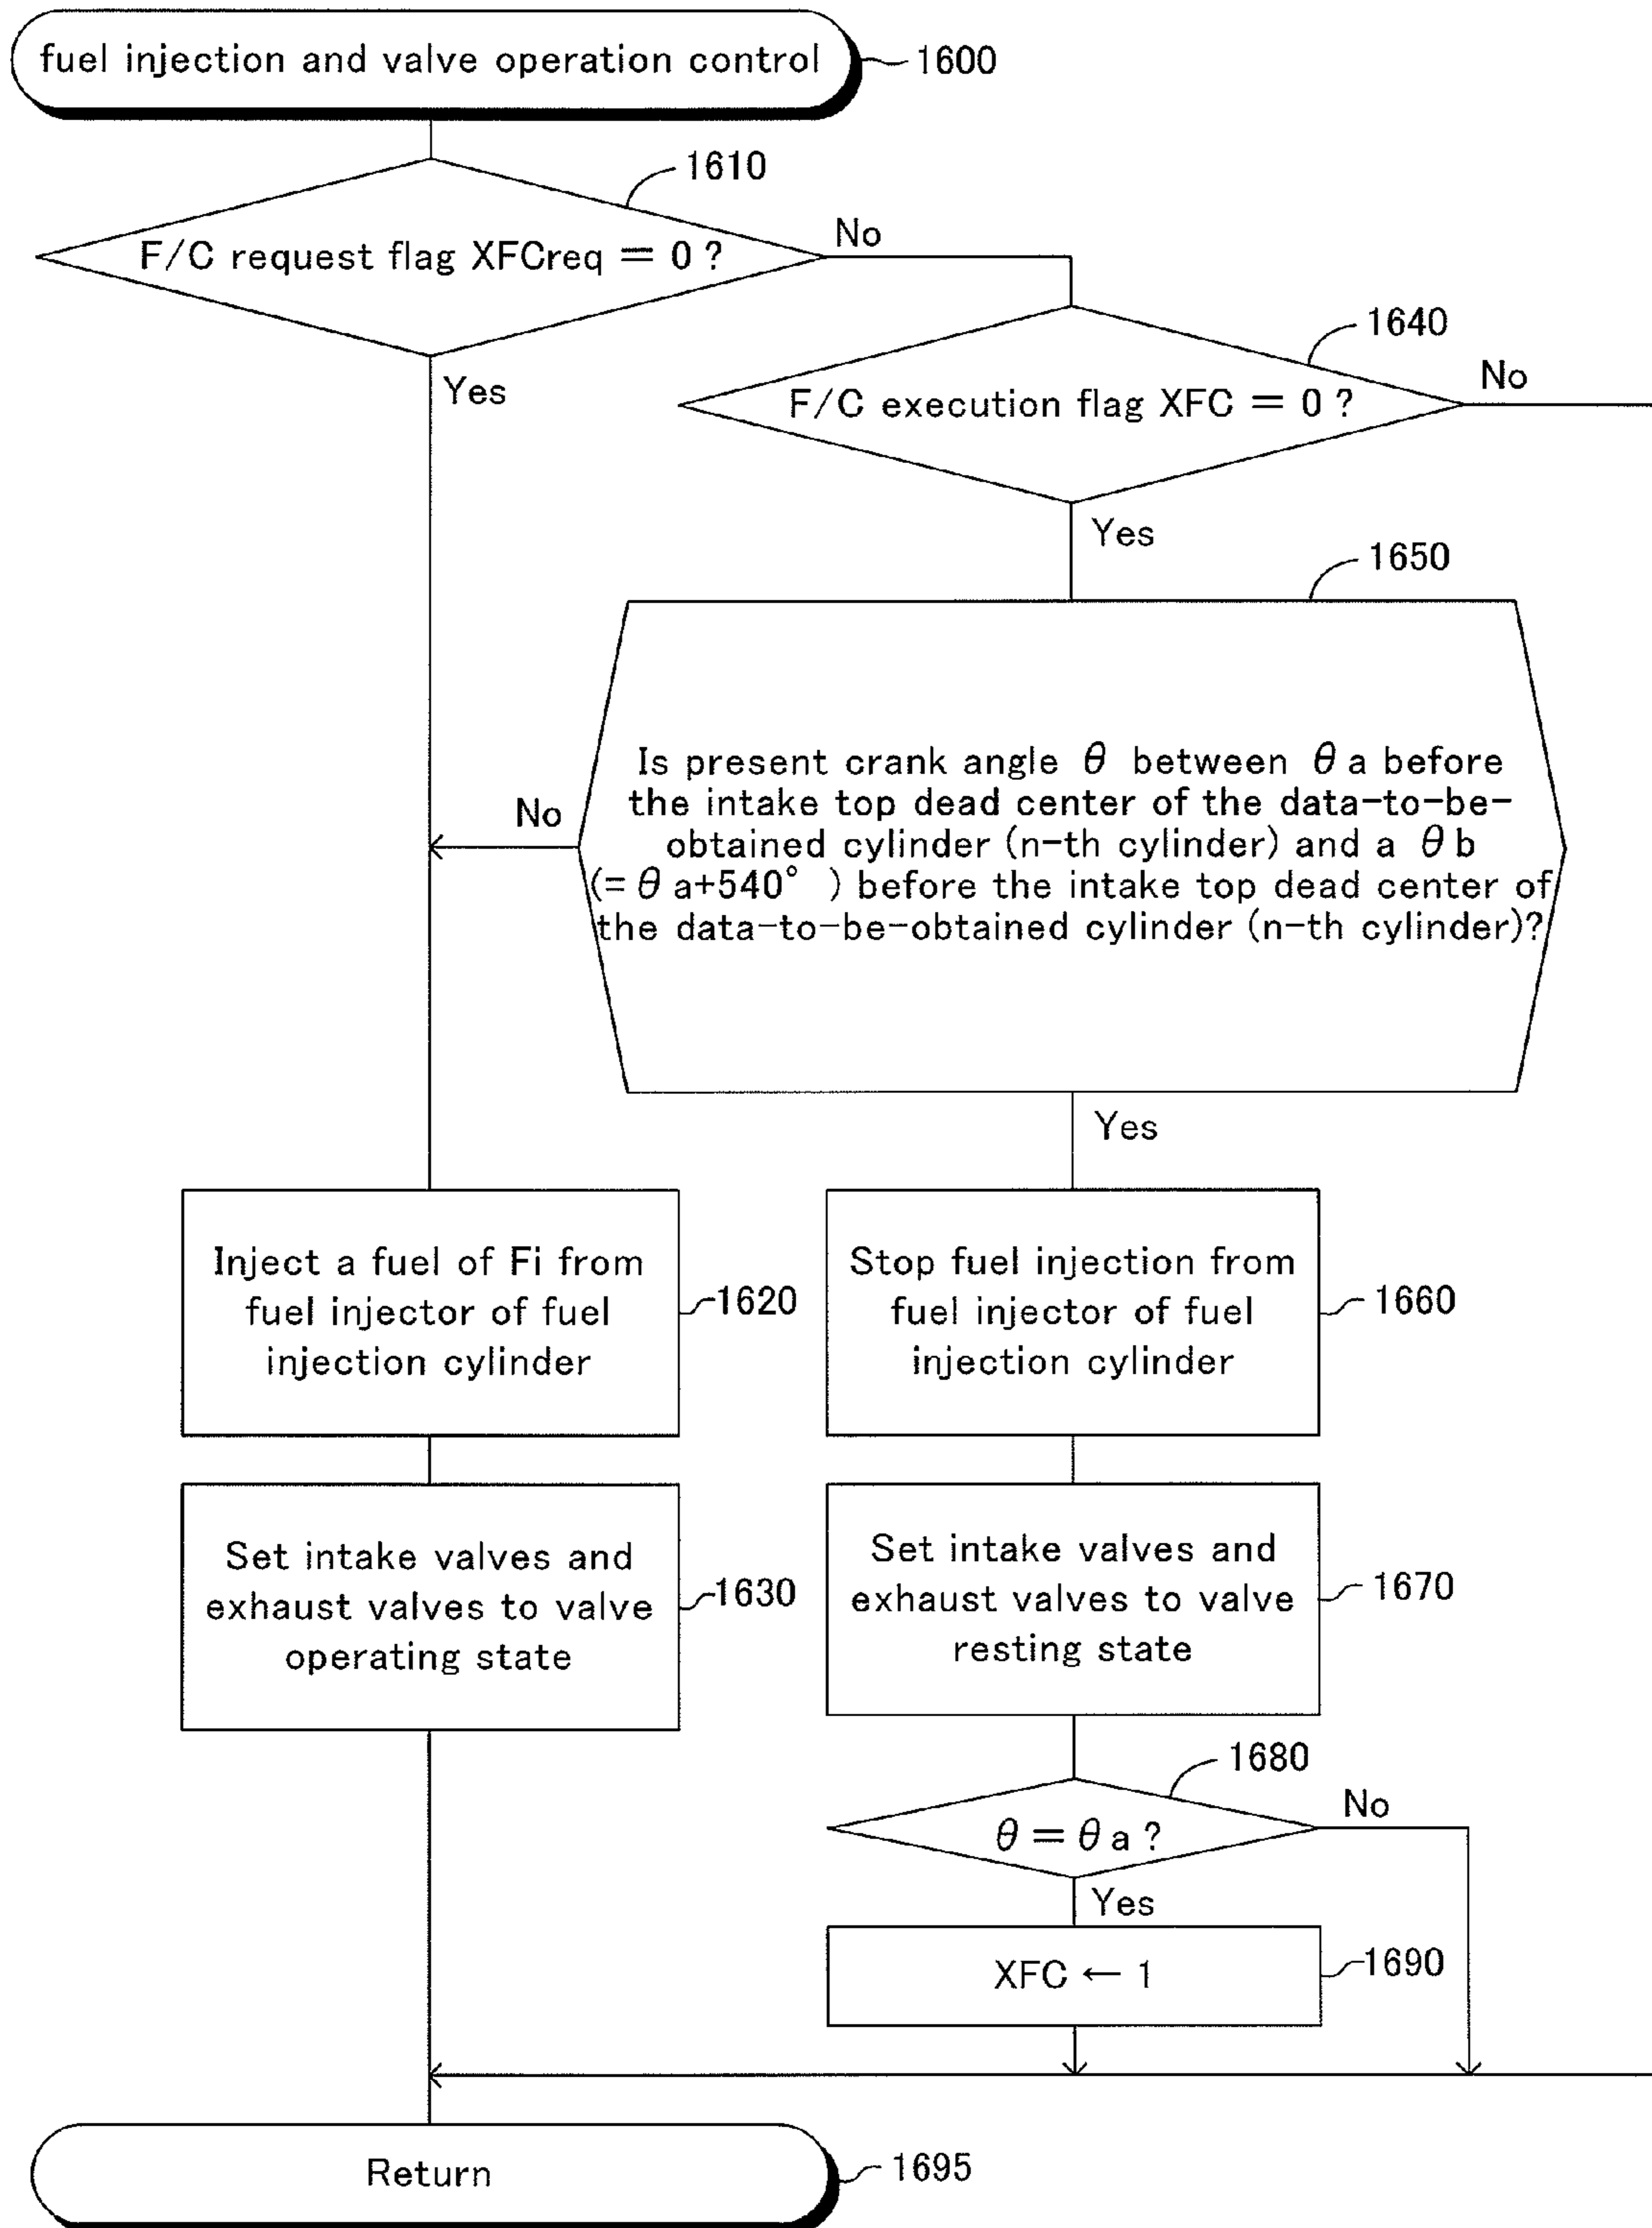 fuel injection and valve operation control
1600
1610
F/C request flag XFCreq = 0 ?
No
Yes
1640
F/C execution flag XFC = 0 ?
No
Yes
1650
Is present crank angle θ between θ a before
the intake top dead center of the data-to-be-
obtained cylinder (n-th cylinder) and a θ b
(= θ a+540° ) before the intake top dead center of
the data-to-be-obtained cylinder (n-th cylinder)?
No
Yes
Inject a fuel of Fi from
fuel injector of fuel
injection cylinder
1620
Stop fuel injection from
fuel injector of fuel
injection cylinder
1660
Set intake valves and
exhaust valves to valve
operating state
1630
Set intake valves and
exhaust valves to valve
resting state
1670
1680
θ = θ a ?
No
Yes
XFC ← 1
1690
Return
1695